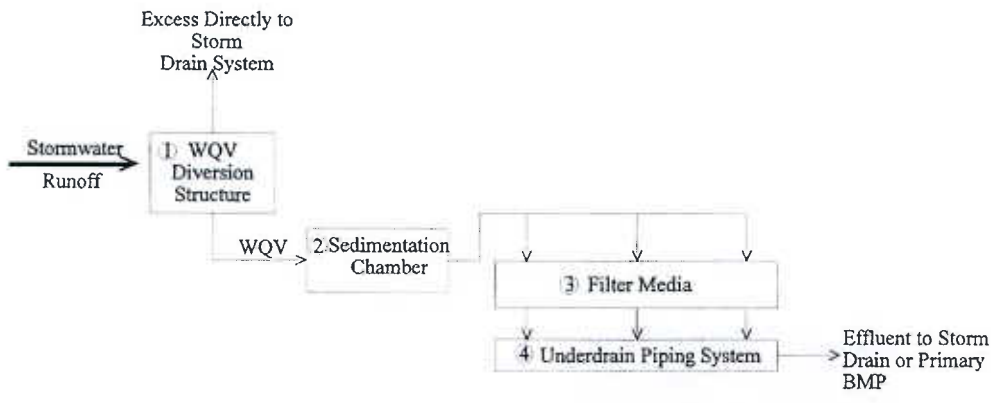 Excess Directly to
Storm
Drain System
Stormwater
Runoff
① WQV
Diversion
Structure
WQV
2 Sedimentation
Chamber
③ Filter Media
④ Underdrain Piping System
Effluent to Storm
Drain or Primary
BMP